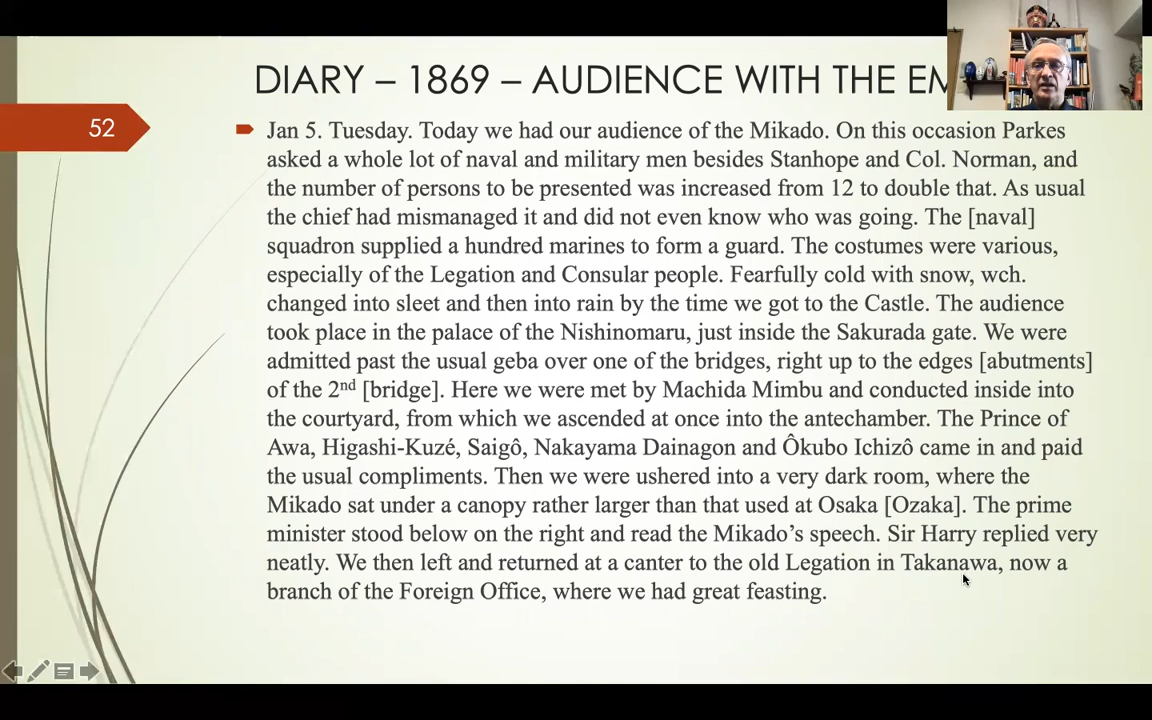 DIARY – 1869 – AUDIENCE WITH THE
52
Jan 5. Tuesday. Today we had our audience of the Mikado. On this occasion Parkes
asked a whole lot of naval and military men besides Stanhope and Col. Norman, and
the number of persons to be presented was increased from 12 to double that. As usual
the chief had mismanaged it and did not even know who was going. The [naval]
squadron supplied a hundred marines to form a guard. The costumes were various,
especially of the Legation and Consular people. Fearfully cold with snow, wch.
changed into sleet and then into rain by the time we got to the Castle. The audience
took place in the palace of the Nishinomaru, just inside the Sakurada gate. We were
admitted past the usual geba over one of the bridges, right up to the edges [abutments]
of the 2nd [bridge]. Here we were met by Machida Mimbu and conducted inside into
the courtyard, from which we ascended at once into the antechamber. The Prince of
Awa, Higashi-Kuzé, Saigô, Nakayama Dainagon and Ôkubo Ichizô came in and paid
the usual compliments. Then we were ushered into a very dark room, where the
Mikado sat under a canopy rather larger than that used at Osaka [Ozaka]. The prime
minister stood below on the right and read the Mikado’s speech. Sir Harry replied very
neatly. We then left and returned at a canter to the old Legation in Takanawa, now a
branch of the Foreign Office, where we had great feasting.